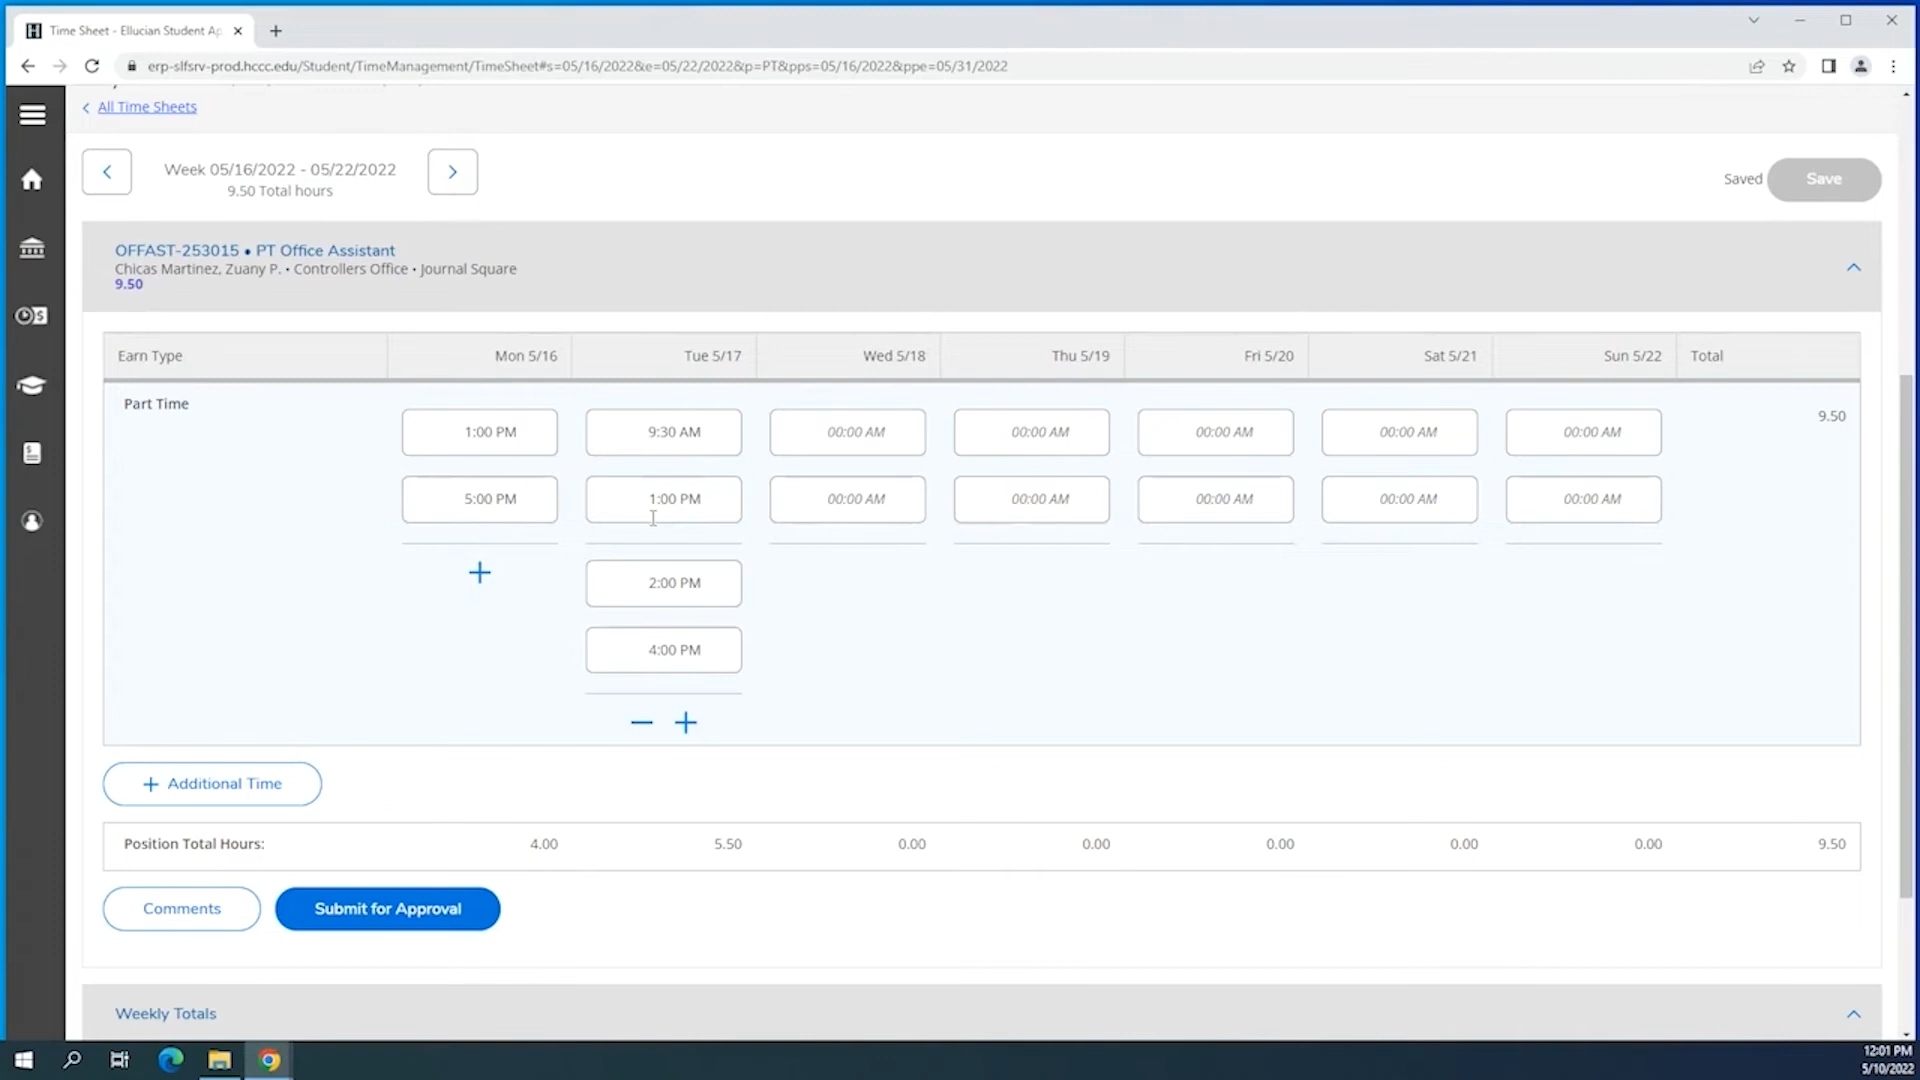 Time Sheet - Ellucian Student Ap
erp-slfsrv-prod.hccc.edu/Student/TimeManagement/TimeSheet#s=05/16/2022&e=05/22/2022&p=PT&pps=05/16/2022&ppe=05/31/2022
All Time Sheets
Week 05/16/2022 - 05/22/2022
9.50 Total hours
Saved Save
OFFAST-253015 • PT Office Assistant
Chicas Martinez, Zuany P. • Controllers Office • Journal Square
9.50
Earn Type Mon 5/16 Tue 5/17 Wed 5/18 Thu 5/19 Fri 5/20 Sat 5/21 Sun 5/22 Total
Part Time
1:00 PM 9:30 AM 00:00 AM 00:00 AM 00:00 AM 00:00 AM 00:00 AM 9.50
5:00 PM 1:00 PM 00:00 AM 00:00 AM 00:00 AM 00:00 AM 00:00 AM
2:00 PM
4:00 PM
+ Additional Time
Position Total Hours: 4.00 5.50 0.00 0.00 0.00 0.00 0.00 9.50
Comments Submit for Approval
Weekly Totals
12:01 PM
5/10/2022